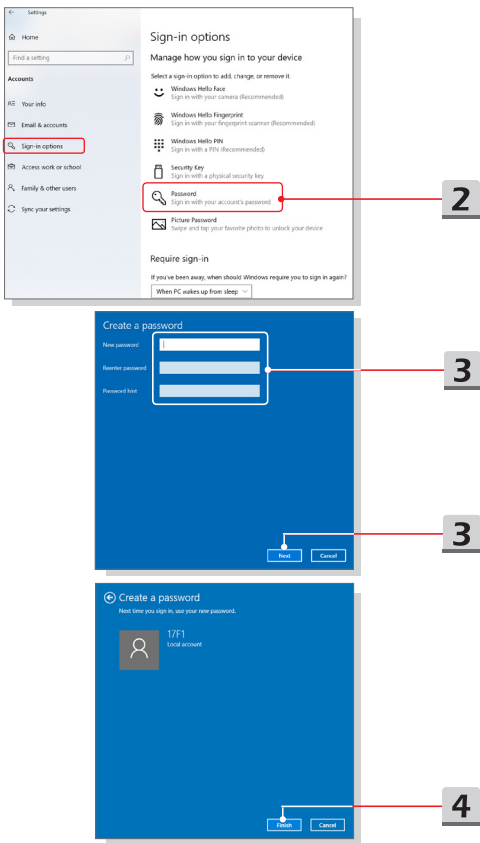 Settings
Home
Find a setting
Accounts
Your info
Email & accounts
Sign-in options
Access work or school
Family & other users
Sync your settings
Sign-in options
Manage how you sign in to your device
Select a sign-in option to add, change, or remove it.
Windows Hello Face
Sign in with your camera (Recommended)
Windows Hello Fingerprint
Sign in with your fingerprint scanner (Recommended)
Windows Hello PIN
Sign in with a PIN (Recommended)
Security Key
Sign in with a physical security key
Password
Sign in with your account's password
Picture Password
Swipe and tap your favorite photo to unlock your device
Require sign-in
If you've been away, when should Windows require you to sign in again?
When PC wakes up from sleep
2
Create a password
New password
Reenter password
Password hint
3
Next
Cancel
3
Create a password
Next time you sign in, use your new password.
17F1
Local account
Finish
Cancel
4